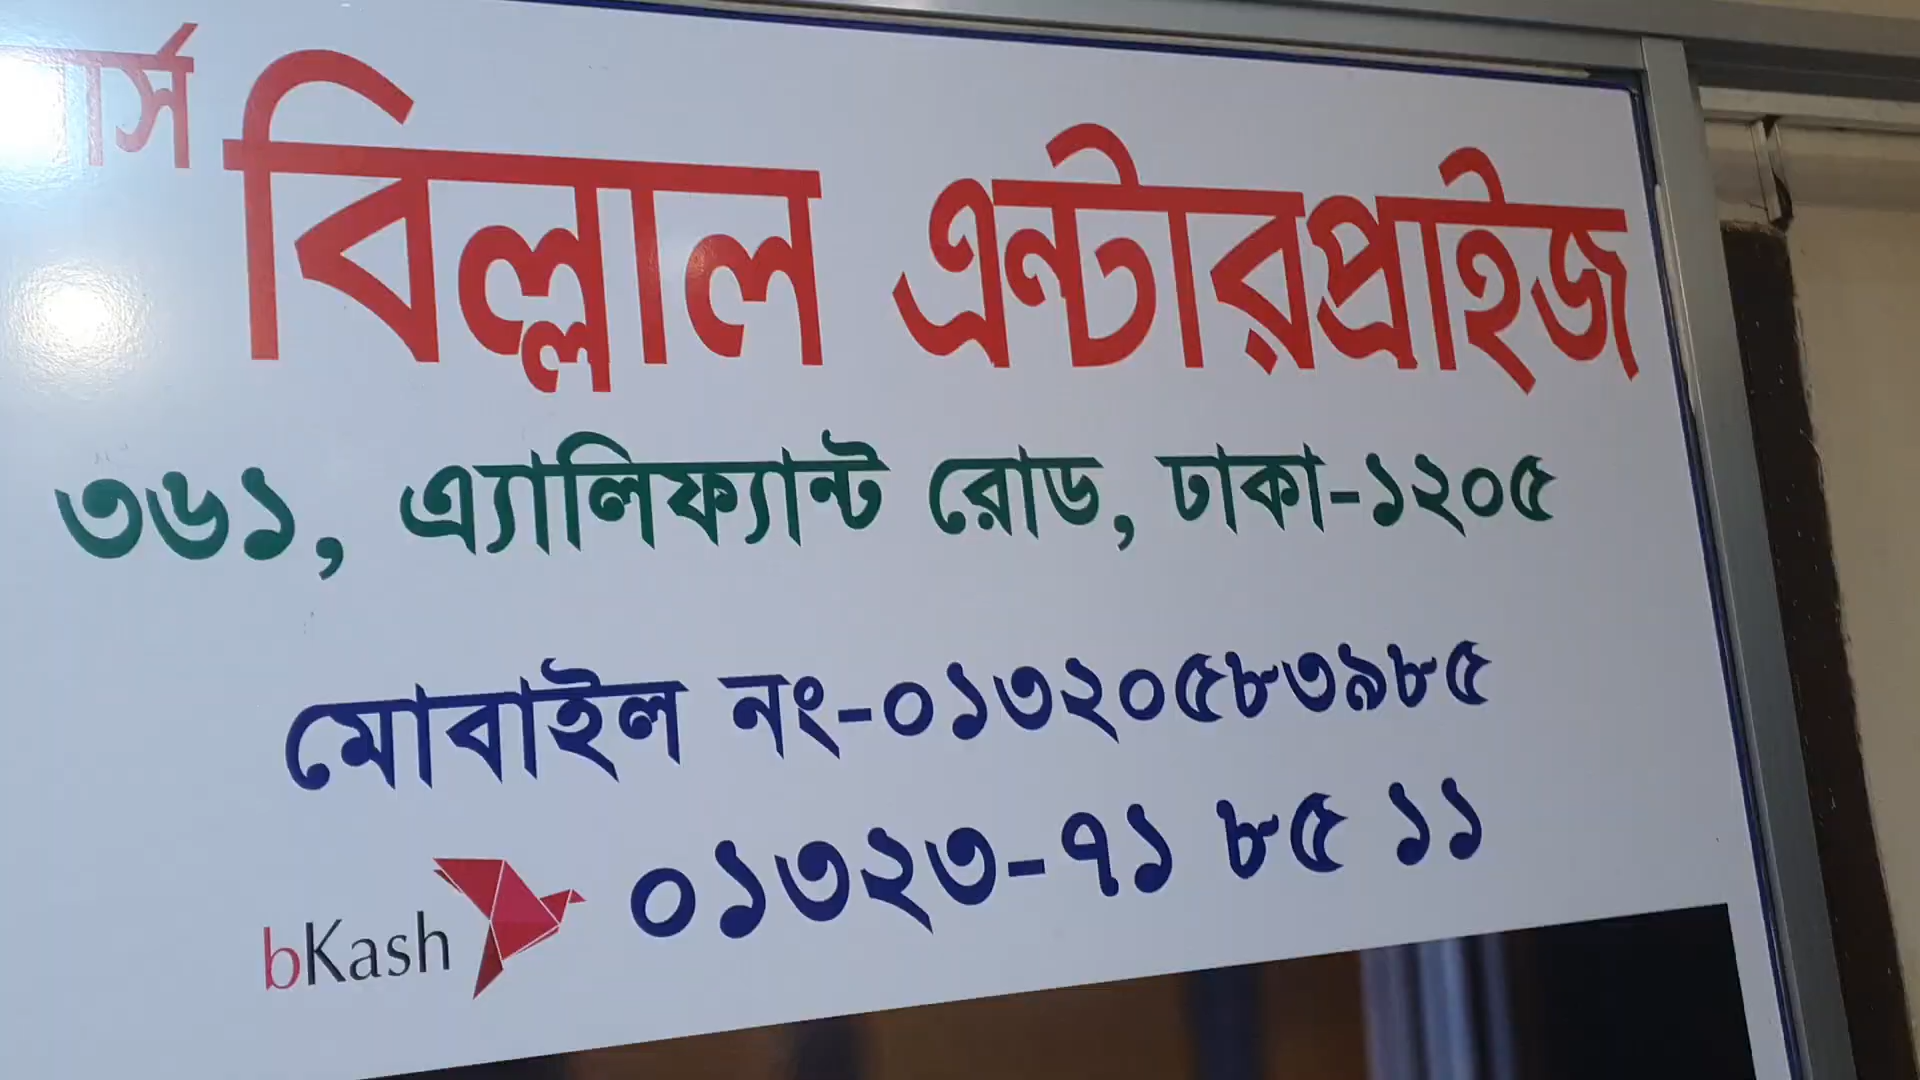 বিল্লাল এন্টারপ্রাইজ
৩৬১, এ্যালিফ্যান্ট রোড, ঢাকা-১২০৫
মোবাইল নং-০১৩২০৫৮৩৯৮৫
bKash ০১৩২৩-৭১ ৮৫ ১১